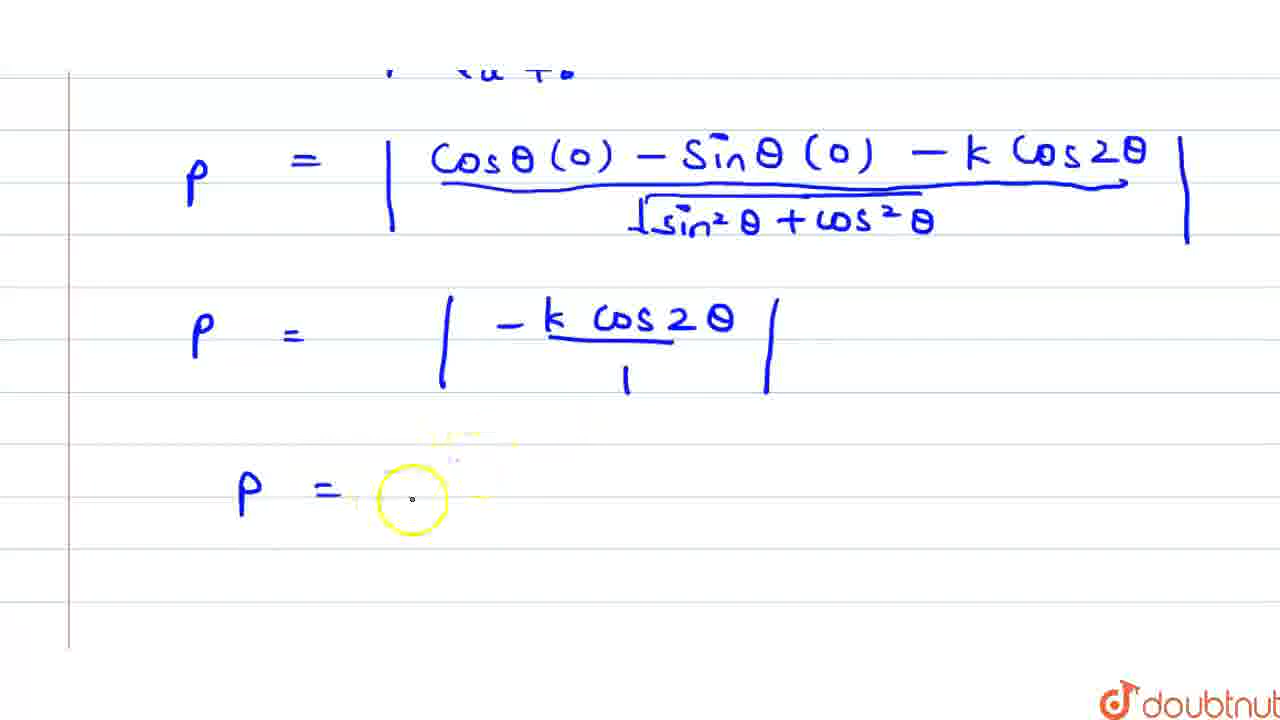 p = | cosθ(0) - sinθ(0) - k cos2θ |
√sin²θ + cos²θ
p = | - k cos2θ |
1
p =
doubtnut